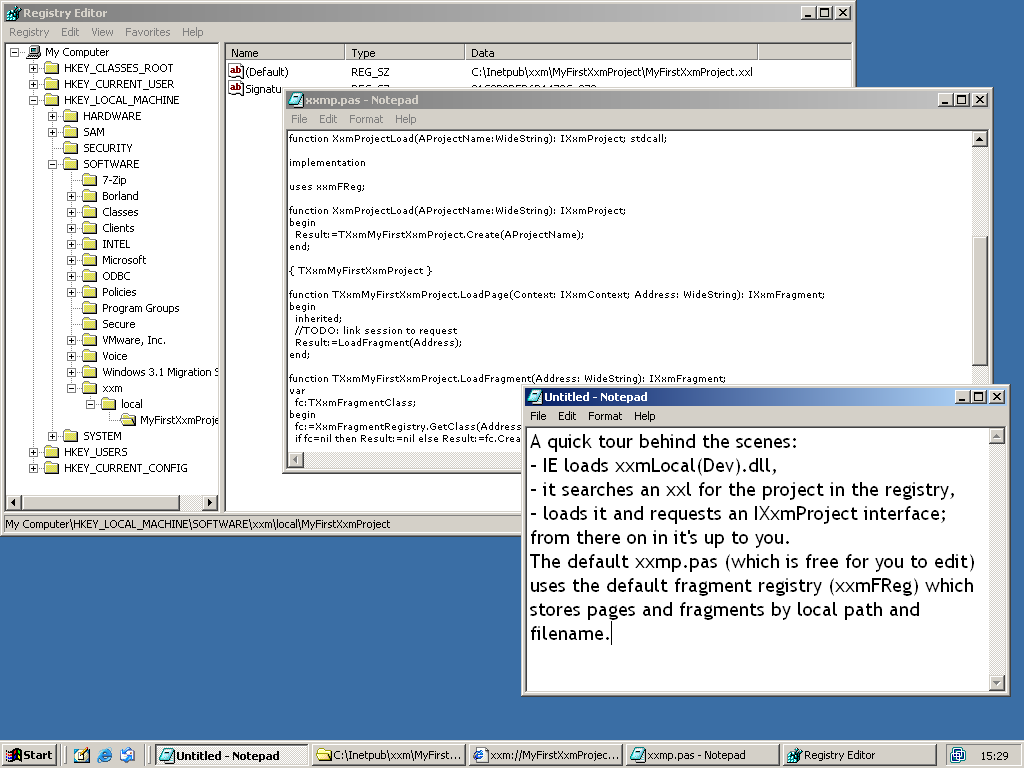 Registry Editor
Registry Edit View Favorites Help
My Computer
HKEY_CLASSES_ROOT
HKEY_CURRENT_USER
HKEY_LOCAL_MACHINE
HARDWARE
SAM
SECURITY
SOFTWARE
7-Zip
Borland
Classes
Clients
INTEL
Microsoft
ODBC
Policies
Program Groups
Secure
VMware, Inc.
Voice
Windows 3.1 Migration S
xxm
local
MyFirstXxmProje
SYSTEM
HKEY_USERS
HKEY_CURRENT_CONFIG
Name Type Data
(Default) REG_SZ C:\Inetpub\xxm\MyFirstXxmProject\MyFirstXxmProject.xxl
Signatu
My Computer\HKEY_LOCAL_MACHINE\SOFTWARE\xxm\local\MyFirstXxmProject
xxmp.pas - Notepad
File Edit Format Help
function XxmProjectLoad(AProjectName:WideString): IXxmProject; stdcall;
implementation
uses xxmFReg;
function XxmProjectLoad(AProjectName:WideString): IXxmProject;
begin
Result:=TXxmMyFirstXxmProject.Create(AProjectName);
end;
{ TXxmMyFirstXxmProject }
function TXxmMyFirstXxmProject.LoadPage(Context: IXxmContext; Address: WideString): IXxmFragment;
begin
inherited;
//TODO: link session to request
Result:=LoadFragment(Address);
end;
function TXxmMyFirstXxmProject.LoadFragment(Address: WideString): IXxmFragment;
var
fc:TXxmFragmentClass;
begin
fc:=XxmFragmentRegistry.GetClass(Address
if fc=nil then Result:=nil else Result:=fc.Crea
Untitled - Notepad
File Edit Format Help
A quick tour behind the scenes:
- IE loads xxmLocal(Dev).dll,
- it searches an xxl for the project in the registry,
- loads it and requests an IXxmProject interface;
from there on in it's up to you.
The default xxmp.pas (which is free for you to edit)
uses the default fragment registry (xxmFReg) which
stores pages and fragments by local path and
filename.
Start Untitled - Notepad C:\Inetpub\xxm\MyFirst... xxm://MyFirstXxmProjec... xxmp.pas - Notepad Registry Editor 15:29